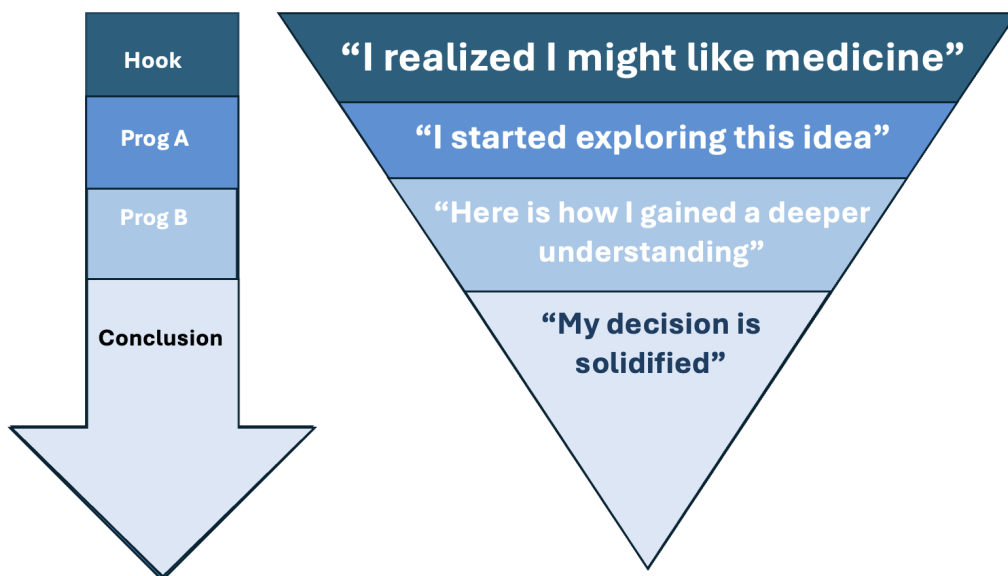 Hook
“I realized I might like medicine”
Prog A
“I started exploring this idea”
Prog B
“Here is how I gained a deeper
understanding”
Conclusion
“My decision is
solidified”